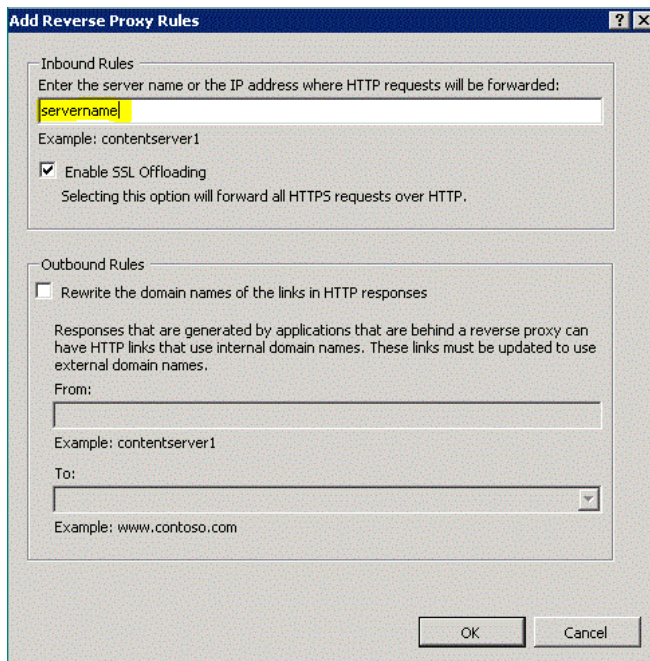 Add Reverse Proxy Rules
Inbound Rules
Enter the server name or the IP address where HTTP requests will be forwarded:
servername
Example: contentserver1
Enable SSL Offloading
Selecting this option will forward all HTTPS requests over HTTP.
Outbound Rules
Rewrite the domain names of the links in HTTP responses
Responses that are generated by applications that are behind a reverse proxy can
have HTTP links that use internal domain names. These links must be updated to use
external domain names.
From:
Example: contentserver1
To:
Example: www.contoso.com
OK
Cancel